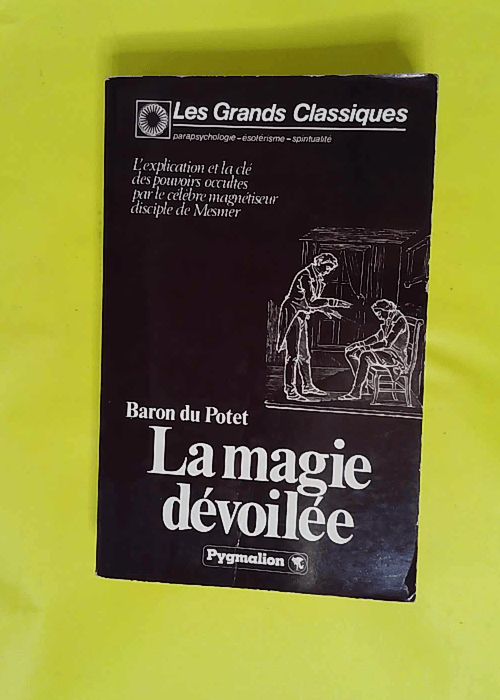 Les Grands Classiques
parapsychologie – ésotérisme – spiritualité
L'explication et la clé
des pouvoirs occultes
par le célèbre magnétiseur
disciple de Mesmer
Baron du Potet
La magie
dévoilée
Pygmalion